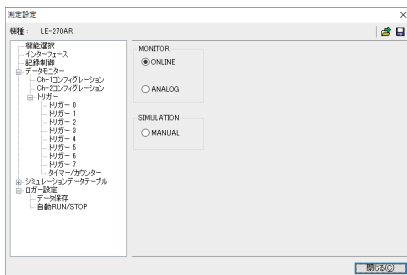 測定設定
機種： LE-270AR
機能選択
インターフェース
記録制御
データモニター
Ch-1コンフィグレーション
Ch-2コンフィグレーション
トリガー
トリガー 0
トリガー 1
トリガー 2
トリガー 3
トリガー 4
トリガー 5
トリガー 6
トリガー 7
タイマー/カウンター
シミュレーションデータテーブル
ロガー設定
データ保存
自動RUN/STOP
MONITOR
ONLINE
ANALOG
SIMULATION
MANUAL
閉じる(C)